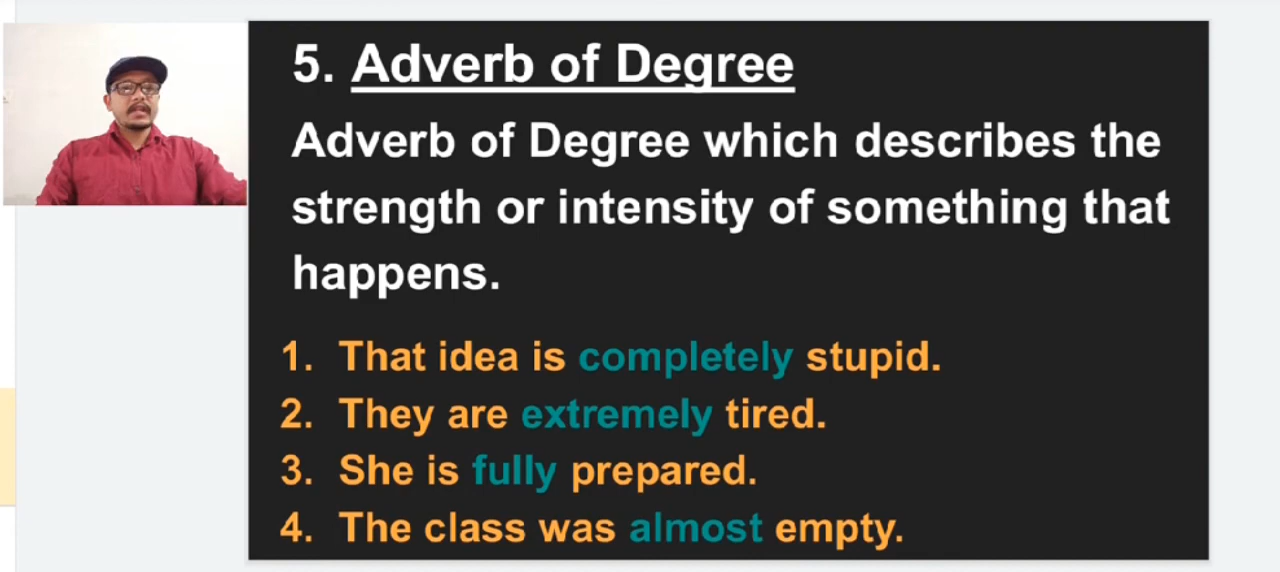 5. Adverb of Degree
Adverb of Degree which describes the
strength or intensity of something that
happens.
1. That idea is completely stupid.
2. They are extremely tired.
3. She is fully prepared.
4. The class was almost empty.